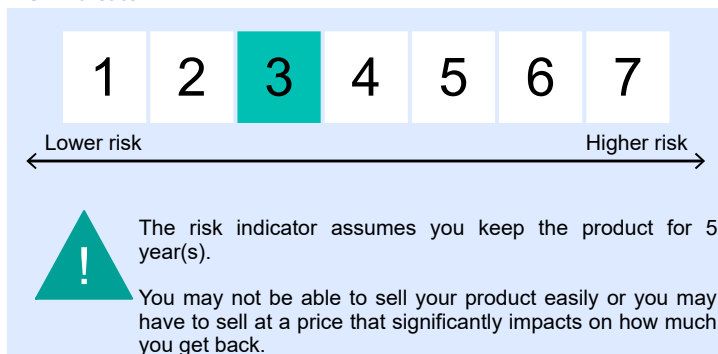 1 2 3 4 5 6 7
Lower risk Higher risk
!
The risk indicator assumes you keep the product for 5
year(s).
You may not be able to sell your product easily or you may
have to sell at a price that significantly impacts on how much
you get back.